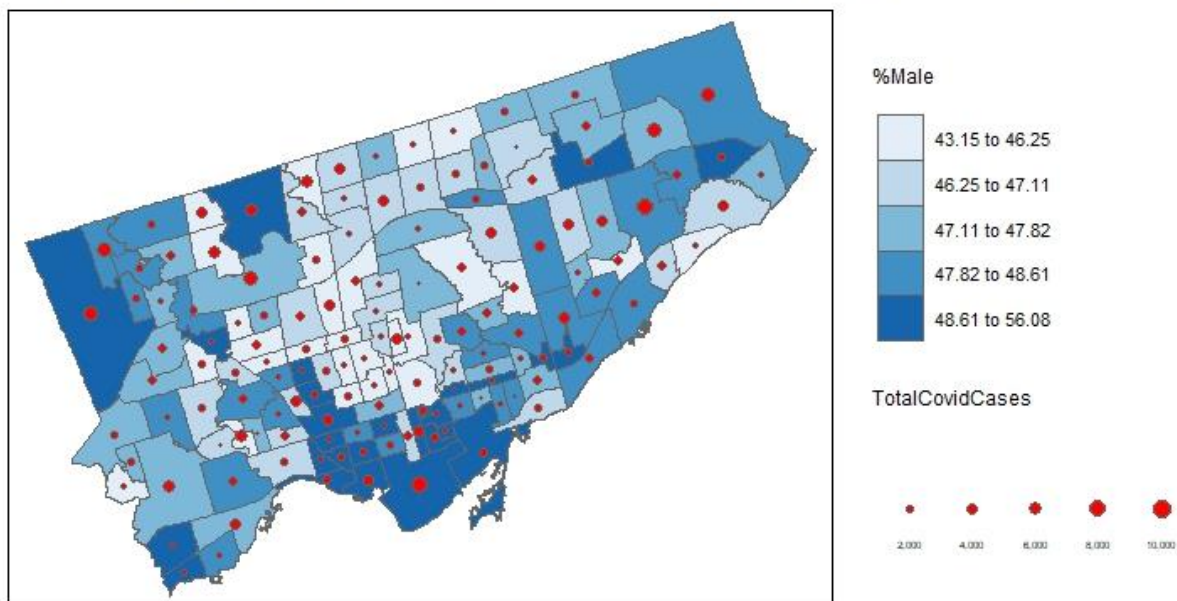 %Male
43.15 to 46.25
46.25 to 47.11
47.11 to 47.82
47.82 to 48.61
48.61 to 56.08
TotalCovidCases
2,000 4,000 6,000 8,000 10,000